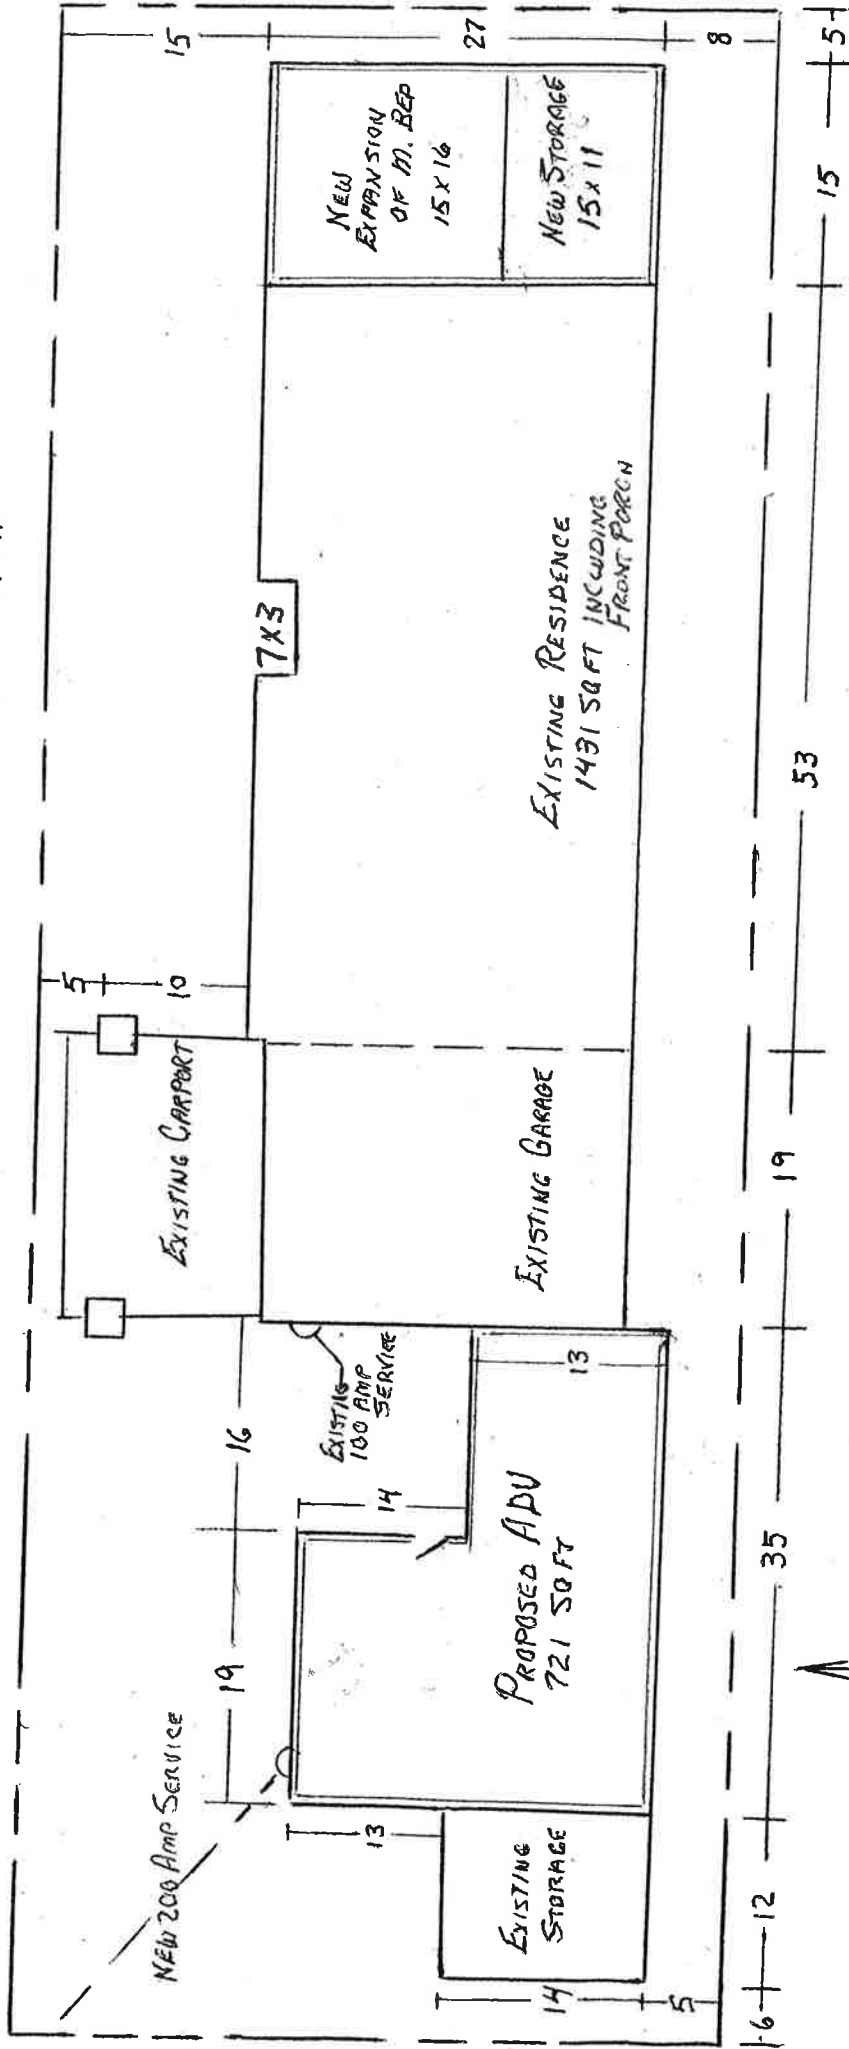 15
27
8
5
NEW
EXPANSION
OF M. BED
15 X 16
NEW STORAGE
15 X 11
15
7X3
EXISTING RESIDENCE
1431 SQ FT INCLUDING
FRONT PORCH
53
5
10
EXISTING CARPORT
EXISTING GARAGE
19
EXISTING
100 AMP
SERVICE
13
16
14
PROPOSED ADU
721 SQ FT
35
19
NEW 200 AMP SERVICE
13
EXISTING
STORAGE
12
14
5
6